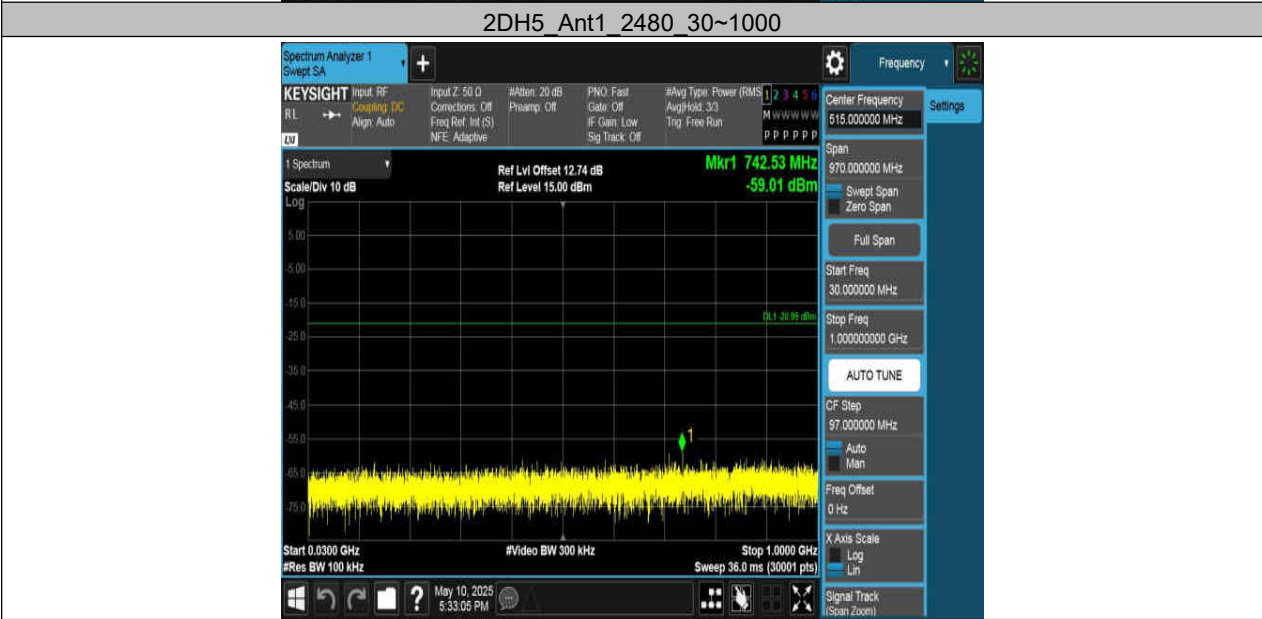 2DH5_Ant1_2480_30~1000
Spectrum Analyzer 1
Swept SA
+
Frequency
KEYSIGHT
RL
LXI
Input: RF
Coupling: DC
Align: Auto
Input Z: 50 Ω
Corrections: Off
Freq Ref: Int (S)
NFE: Adaptive
#Atten: 20 dB
Preamp: Off
PNO: Fast
Gate: Off
IF Gain: Low
Sig Track: Off
#Avg Type: Power (RMS
Avg|Hold: 3/3
Trig: Free Run
1 2 3 4 5 6
M W W W W W
P P P P P P
Center Frequency
515.000000 MHz
Settings
1 Spectrum
Scale/Div 10 dB
Log
Ref Lvl Offset 12.74 dB
Ref Level 15.00 dBm
Mkr1 742.53 MHz
-59.01 dBm
Span
970.000000 MHz
Swept Span
Zero Span
Full Span
Start Freq
30.000000 MHz
Stop Freq
1.000000000 GHz
AUTO TUNE
CF Step
97.000000 MHz
Auto
Man
Freq Offset
0 Hz
X Axis Scale
Log
Lin
Signal Track
(Span Zoom)
5.00
-5.00
-15.0
DL1 -20.99 dBm
-25.0
-35.0
-45.0
-55.0
1
-65.0
-75.0
Start 0.0300 GHz
#Res BW 100 kHz
#Video BW 300 kHz
Stop 1.0000 GHz
Sweep 36.0 ms (30001 pts)
?
May 10, 2025
5:33:05 PM